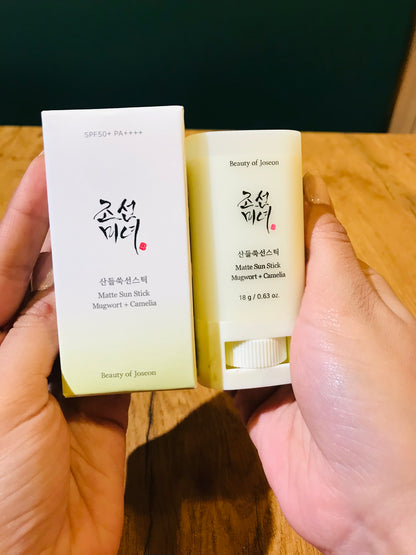 SPF50+ PA++++
조선
미녀
산들쑥선스틱
Matte Sun Stick
Mugwort + Camelia
Beauty of Joseon
Beauty of Joseon
조선
미녀
산들쑥선스틱
Matte Sun Stick
Mugwort + Camelia
18 g / 0.63 oz.